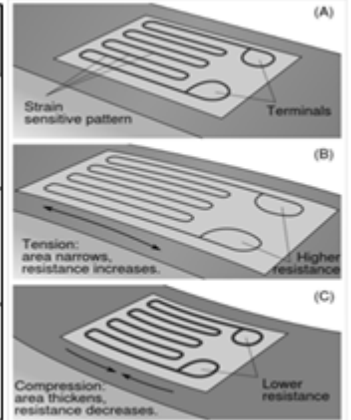 (A)
Strain
sensitive pattern
Terminals
(B)
Tension:
area narrows,
resistance increases.
Higher
resistance
(C)
Compression:
area thickens,
resistance decreases.
Lower
resistance